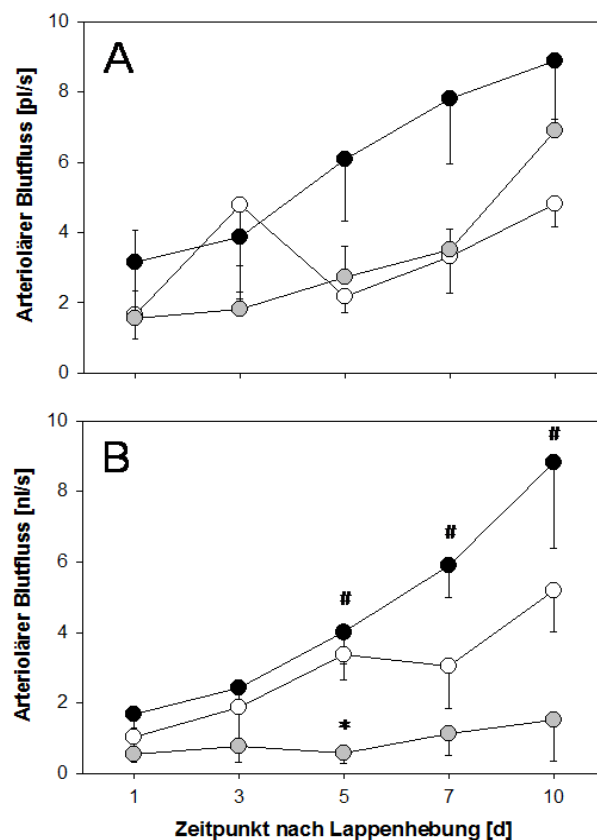 A
Arteriolärer Blutfluss [pl/s]
10
8
6
4
2
0
B
Arteriolärer Blutfluss [nl/s]
10
8
6
4
2
0
#
#
#
*
1 3 5 7 10
Zeitpunkt nach Lappenhebung [d]